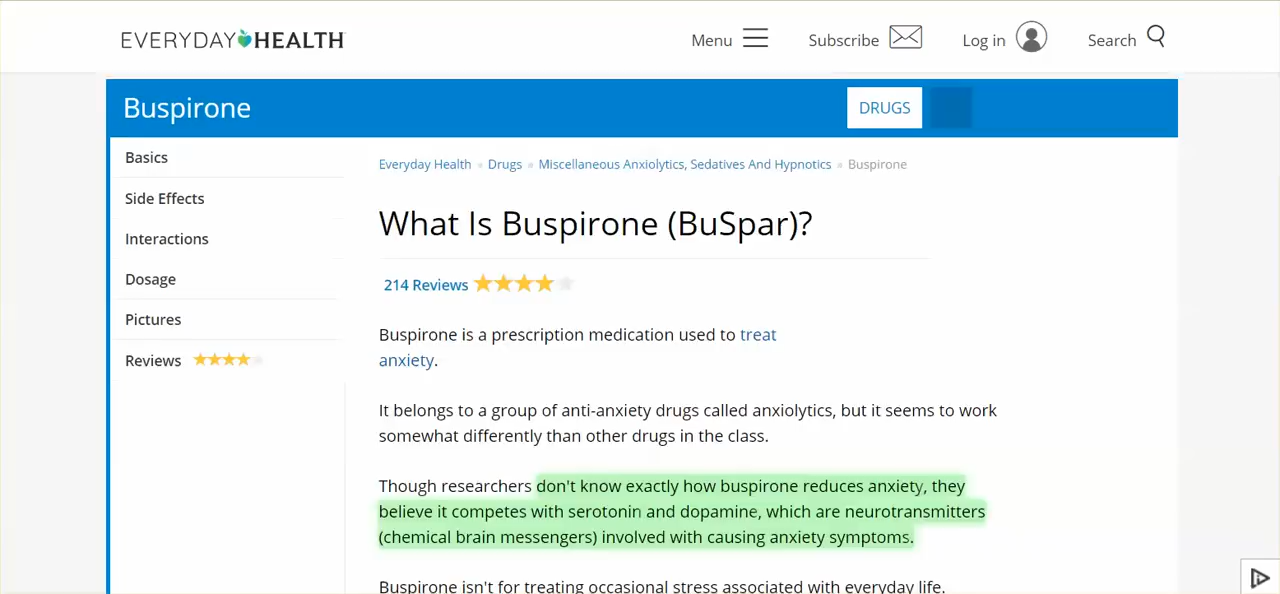 EVERYDAY HEALTH
Menu
Subscribe
Log in
Search
Buspirone
DRUGS
Basics
Side Effects
Interactions
Dosage
Pictures
Reviews
Everyday Health Drugs Miscellaneous Anxiolytics, Sedatives And Hypnotics Buspirone
What Is Buspirone (BuSpar)?
214 Reviews
Buspirone is a prescription medication used to treat
anxiety.
It belongs to a group of anti-anxiety drugs called anxiolytics, but it seems to work
somewhat differently than other drugs in the class.
Though researchers don't know exactly how buspirone reduces anxiety, they
believe it competes with serotonin and dopamine, which are neurotransmitters
(chemical brain messengers) involved with causing anxiety symptoms.
Buspirone isn't for treating occasional stress associated with everyday life.